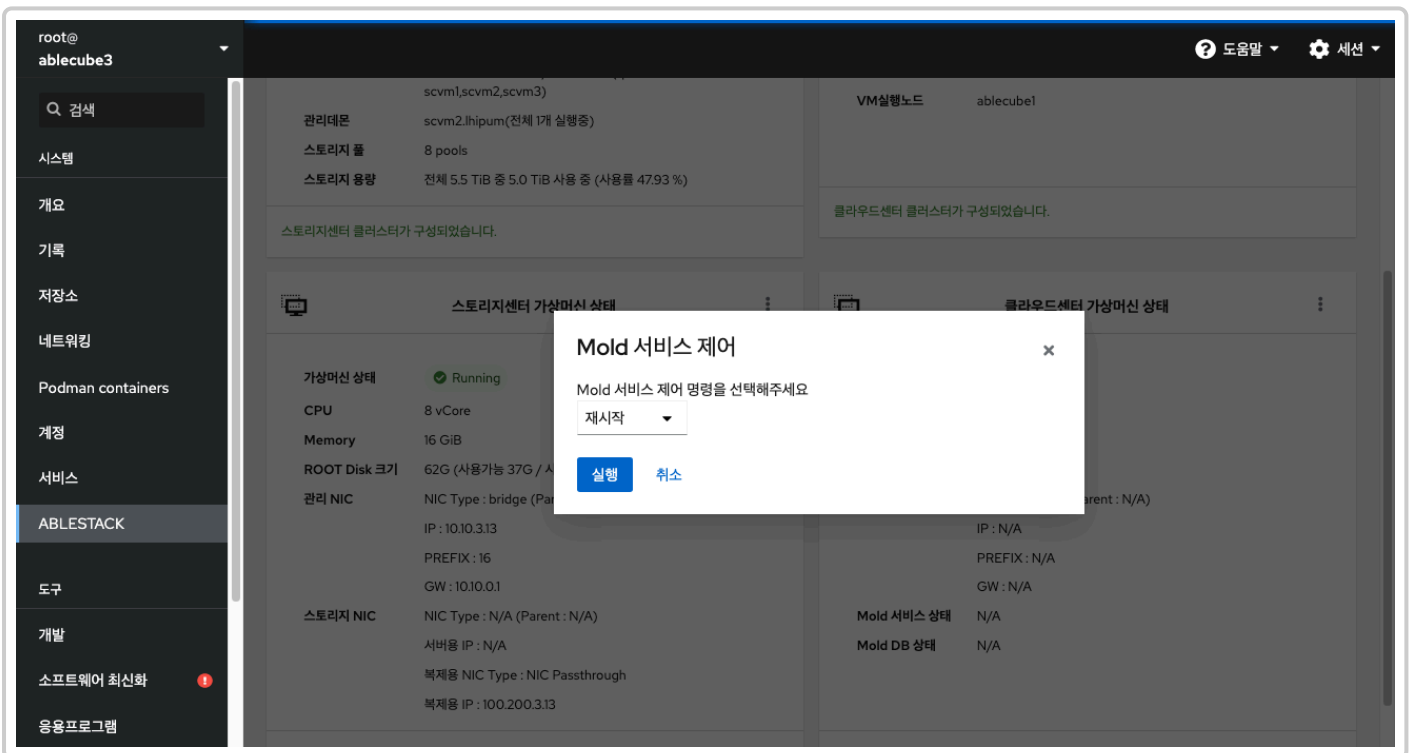 root@
ablecube3
도움말
세션
검색
시스템
개요
기록
저장소
네트워킹
Podman containers
계정
서비스
ABLESTACK
도구
개발
소프트웨어 최신화
응용프로그램
scvm1,scvm2,scvm3)
관리데몬 scvm2.lhipum(전체 1개 실행중)
스토리지 풀 8 pools
스토리지 용량 전체 5.5 TiB 중 5.0 TiB 사용 중 (사용률 47.93 %)
스토리지센터 클러스터가 구성되었습니다.
VM실행노드 ablecube1
클라우드센터 클러스터가 구성되었습니다.
스토리지센터 가상머신 상태
가상머신 상태 Running
CPU 8 vCore
Memory 16 GiB
ROOT Disk 크기 62G (사용가능 37G /
관리 NIC NIC Type : bridge
IP : 10.10.3.13
PREFIX : 16
GW : 10.10.0.1
스토리지 NIC NIC Type : N/A (Parent : N/A)
서버용 IP : N/A
복제용 NIC Type : NIC Passthrough
복제용 IP : 100.200.3.13
클라우드센터 가상머신 상태
: N/A)
IP : N/A
PREFIX : N/A
GW : N/A
Mold 서비스 상태 N/A
Mold DB 상태 N/A
Mold 서비스 제어
Mold 서비스 제어 명령을 선택해주세요
재시작
실행 취소